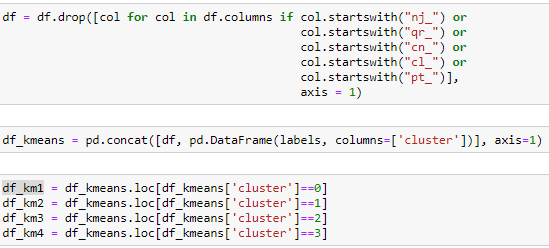 df = df.drop([col for col in df.columns if col.startswith("nj_") or
col.startswith("qr_") or
col.startswith("cn_") or
col.startswith("cl_") or
col.startswith("pt_")],
axis = 1)
df_kmeans = pd.concat([df, pd.DataFrame(labels, columns=['cluster'])], axis=1)
df_km1 = df_kmeans.loc[df_kmeans['cluster']==0]
df_km2 = df_kmeans.loc[df_kmeans['cluster']==1]
df_km3 = df_kmeans.loc[df_kmeans['cluster']==2]
df_km4 = df_kmeans.loc[df_kmeans['cluster']==3]